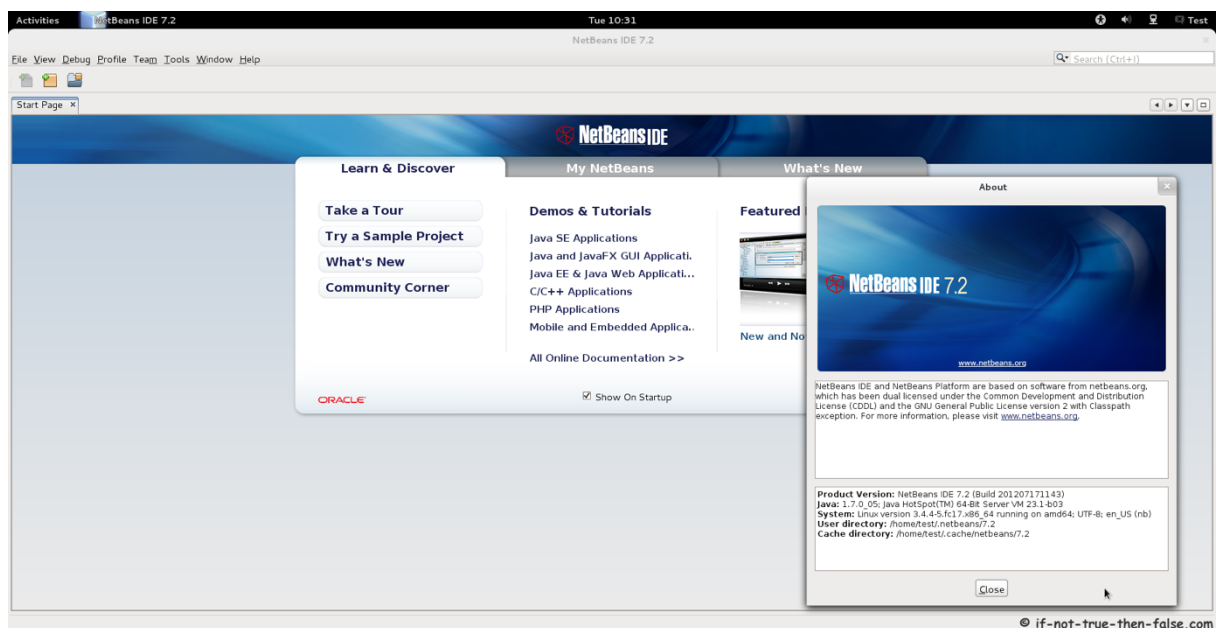 Activities NetBeans IDE 7.2 Tue 10:31 Test
NetBeans IDE 7.2
File View Debug Profile Team Tools Window Help Search (Ctrl+I)
Start Page
NetBeans IDE
Learn & Discover My NetBeans What's New
Take a Tour
Try a Sample Project
What's New
Community Corner
Demos & Tutorials
Java SE Applications
Java and JavaFX GUI Applicati.
Java EE & Java Web Applicati...
C/C++ Applications
PHP Applications
Mobile and Embedded Applica..
All Online Documentation >>
Featured
New and No
ORACLE
Show On Startup
About
NetBeans IDE 7.2
www.netbeans.org
NetBeans IDE and NetBeans Platform are based on software from netbeans.org,
which has been dual licensed under the Common Development and Distribution
License (CDDL) and the GNU General Public License version 2 with Classpath
exception. For more information, please visit www.netbeans.org.
Product Version: NetBeans IDE 7.2 (Build 201207171143)
Java: 1.7.0_05; Java HotSpot(TM) 64-Bit Server VM 23.1-b03
System: Linux version 3.4.4-5.fc17.x86_64 running on amd64; UTF-8; en_US (nb)
User directory: /home/test/.netbeans/7.2
Cache directory: /home/test/.cache/netbeans/7.2
Close
© if-not-true-then-false.com